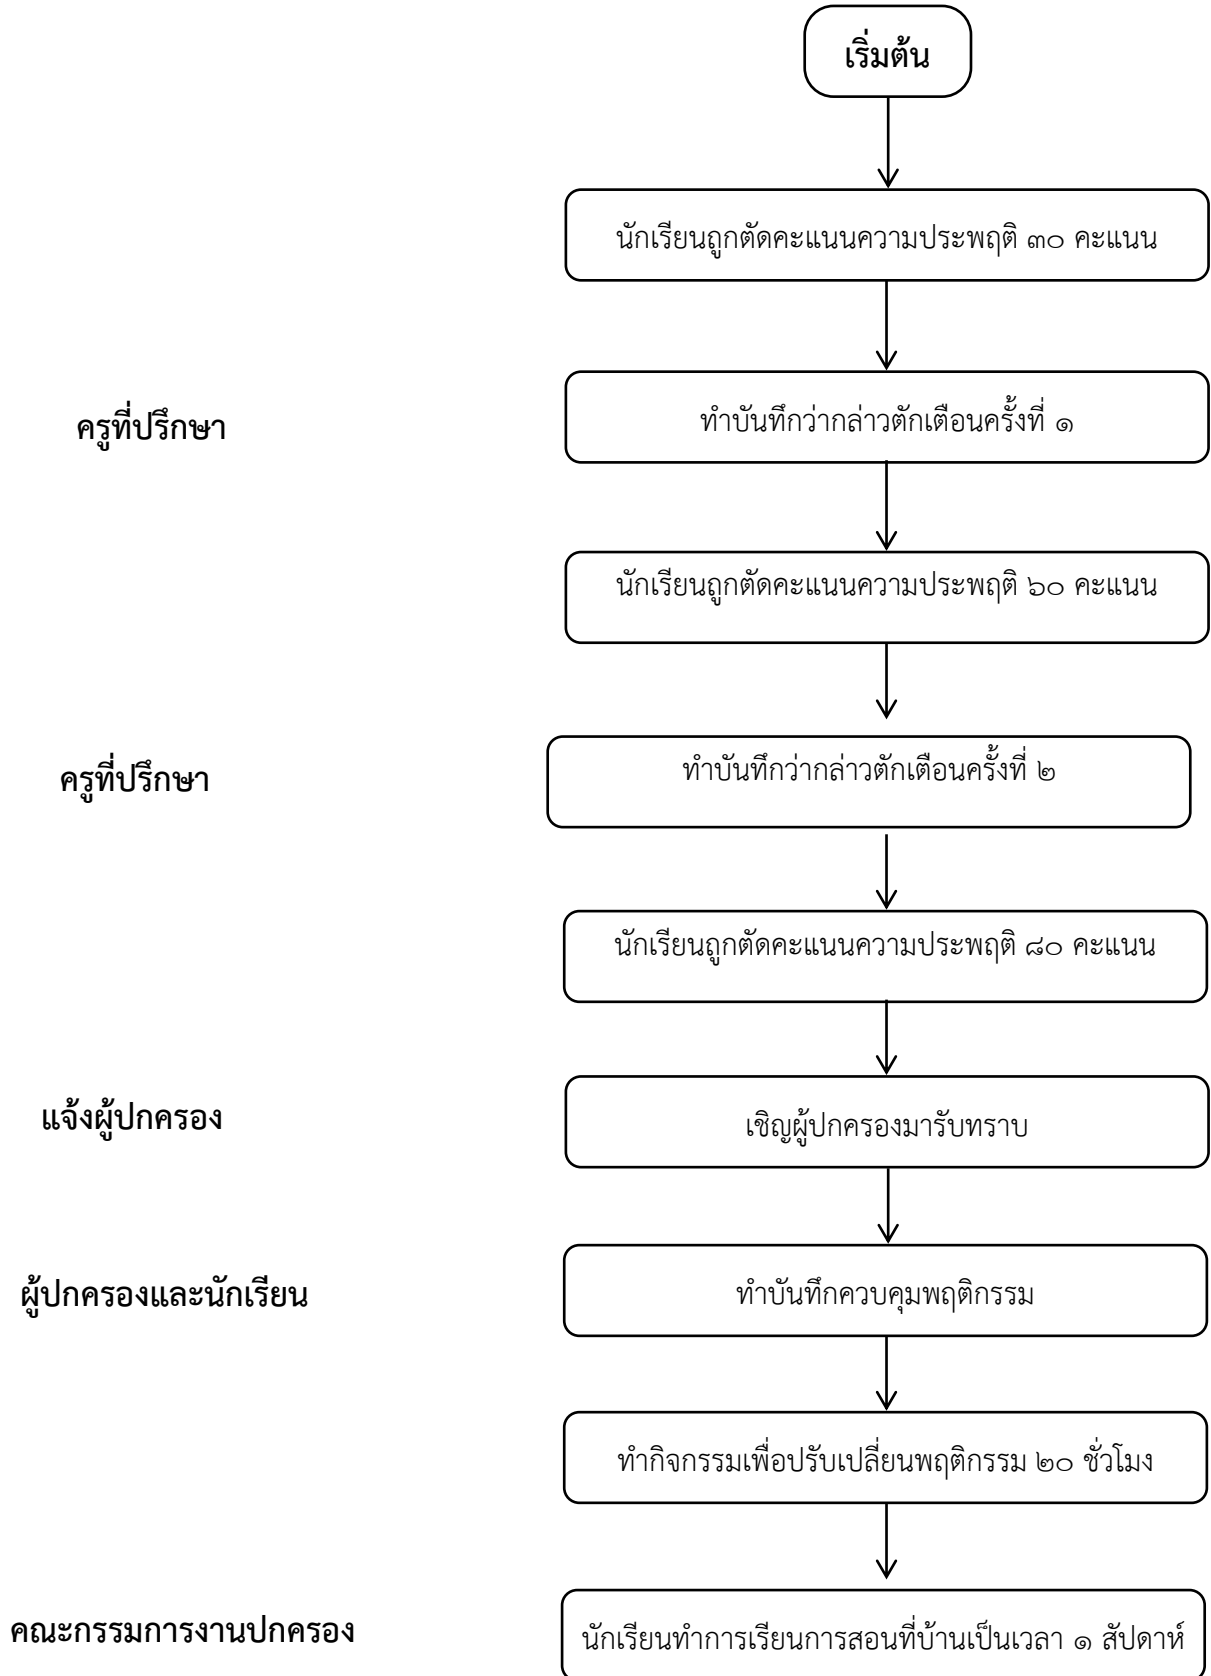 เริ่มต้น
นักเรียนถูกตัดคะแนนความประพฤติ ๓๐ คะแนน
ครูที่ปรึกษา
ทำบันทึกว่ากล่าวตักเตือนครั้งที่ ๑
นักเรียนถูกตัดคะแนนความประพฤติ ๖๐ คะแนน
ครูที่ปรึกษา
ทำบันทึกว่ากล่าวตักเตือนครั้งที่ ๒
นักเรียนถูกตัดคะแนนความประพฤติ ๘๐ คะแนน
แจ้งผู้ปกครอง
เชิญผู้ปกครองมารับทราบ
ผู้ปกครองและนักเรียน
ทำบันทึกควบคุมพฤติกรรม
ทำกิจกรรมเพื่อปรับเปลี่ยนพฤติกรรม ๒๐ ชั่วโมง
คณะกรรมการงานปกครอง
นักเรียนทำการเรียนการสอนที่บ้านเป็นเวลา ๑ สัปดาห์